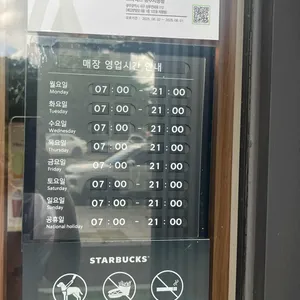 매장 영업시간 안내
월요일 07 : 00 - 21 : 00
Monday
화요일 07 : 00 - 21 : 00
Tuesday
수요일 07 : 00 - 21 : 00
Wednesday
목요일 07 : 00 - 21 : 00
Thursday
금요일 07 : 00 - 21 : 00
Friday
토요일 07 : 00 - 21 : 00
Saturday
일요일 07 : 00 - 21 : 00
Sunday
공휴일 07 : 00 - 21 : 00
National holiday
STARBUCKS